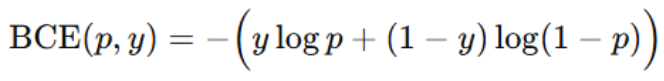 BCE(p, y) = −(y log p + (1 − y) log(1 − p))